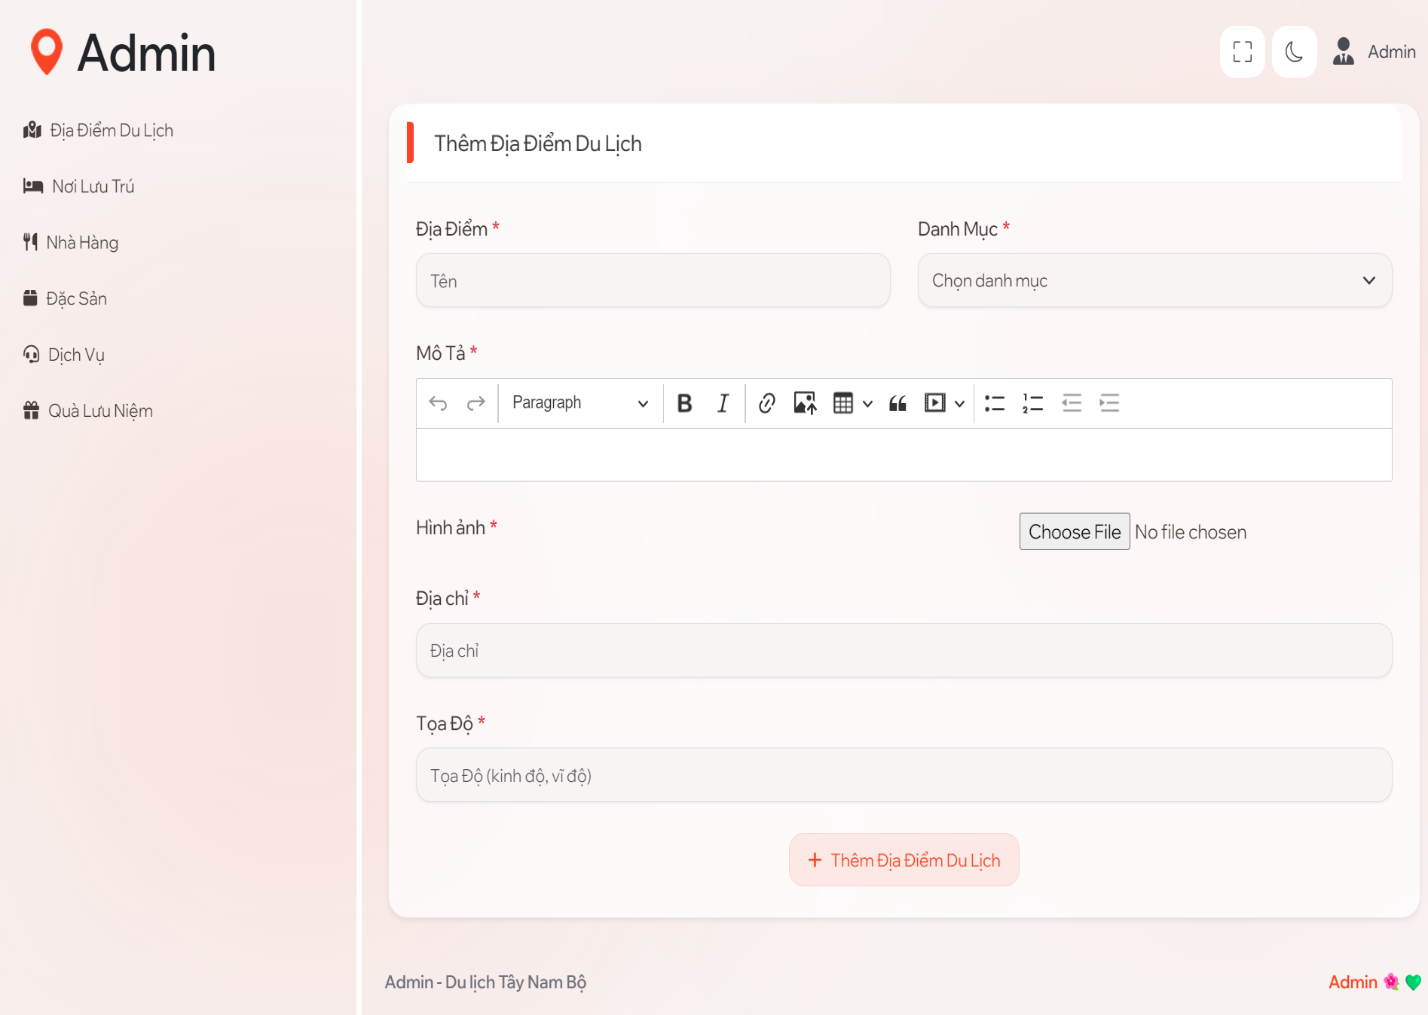 Admin
Admin
Địa Điểm Du Lịch
Nơi Lưu Trú
Nhà Hàng
Đặc Sản
Dịch Vụ
Quà Lưu Niệm
Thêm Địa Điểm Du Lịch
Địa Điểm *
Danh Mục *
Tên
Chọn danh mục
Mô Tả *
Paragraph
B I
Hình ảnh *
Choose File No file chosen
Địa chỉ *
Địa chỉ
Tọa Độ *
Tọa Độ (kinh độ, vĩ độ)
+ Thêm Địa Điểm Du Lịch
Admin - Du lịch Tây Nam Bộ
Admin 🌺 💚